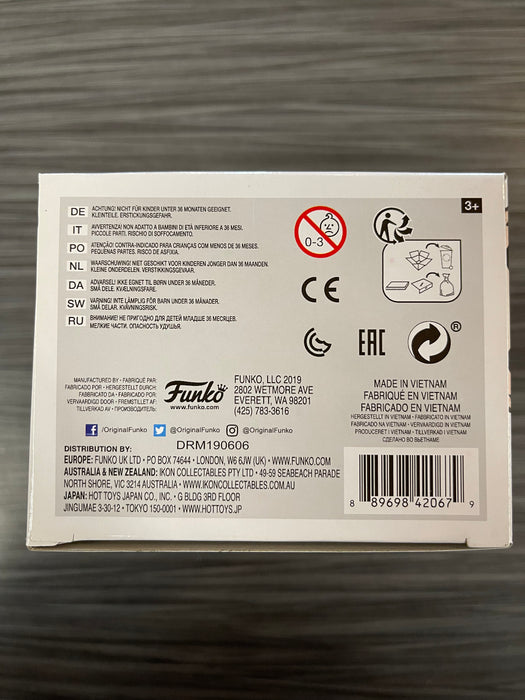 3+
DE ACHTUNG! NICHT FÜR KINDER UNTER 36 MONATEN GEEIGNET.
KLEINTEILE. ERSTICKUNGSGEFAHR.
IT AVVERTENZA! NON ADATTO A BAMBINI DI ETÀ INFERIORE A 36 MESI,
PICCOLE PARTI. RISCHIO DI SOFFOCAMENTO.
PO ATENÇÃO! CONTRA-INDICADO PARA CRIANÇAS COM MENOS DE 36 MESES.
PEQUENAS PARTES. RISCO DE ASFIXIA.
NL WAARSCHUWING! NIET GESCHIKT VOOR KINDEREN JONGER DAN 36 MAANDEN.
KLEINE ONDERDELEN. VERSTIKKINGSGEVAAR.
DA ADVARSEL! IKKE EGNET TIL BØRN UNDER 36 MÅNEDER.
SMÅ DELE. KVÆLNINGSFARE.
SW VARNING! INTE LÄMPLIG FÖR BARN UNDER 36 MÅNADER.
SMÅ DELAR. KVÄVNINGSRISK.
RU ВНИМАНИЕ! НЕ ПРИГОДНО ДЛЯ ДЕТЕЙ МЛАДШЕ 36 МЕСЯЦЕВ.
МЕЛКИЕ ЧАСТИ. ОПАСНОСТЬ УДУШЬЯ.
0-3
CE
EAC
®
MANUFACTURED BY • FABRIQUÉ PAR:
FABRICADO POR • HERGESTELLT DURCH:
FABBRICATO DA • FABRICADO POR:
VERVAARDIGD DOOR • FREMSTILLET AF:
TILLVERKAD AV • ПРОИЗВОДИТЕЛЬ:
Funko
www.funko.com
FUNKO, LLC 2019
2802 WETMORE AVE
EVERETT, WA 98201
(425) 783-3616
MADE IN VIETNAM
FABRIQUÉ EN VIETNAM
FABRICADO EN VIETNAM
HERGESTELLT IN VIETNAM • FABBRICATO IN VIETNAM
FABRICADO NA VIETNAM • VERVAARDIGD IN VIETNAM
PRODUCERET I VIETNAM • TILLVERKAD I VIETNAM
СДЕЛАНО ВО ВЬЕТНАМЕ
/OriginalFunko @OriginalFunko @OriginalFunko
DRM190606
DISTRIBUTION BY:
EUROPE: FUNKO UK LTD • PO BOX 74644 • LONDON, W6 6JW (UK) • WWW.FUNKO.COM
AUSTRALIA & NEW ZEALAND: IKON COLLECTABLES PTY LTD • 49-59 SEABEACH PARADE
NORTH SHORE, VIC 3214 AUSTRALIA • WWW.IKONCOLLECTABLES.COM.AU
JAPAN: HOT TOYS JAPAN CO., INC. • G BLDG 3RD FLOOR
JINGUMAE 3-30-12 • TOKYO 150-0001 • WWW.HOTTOYS.JP
8 89698 42067 9